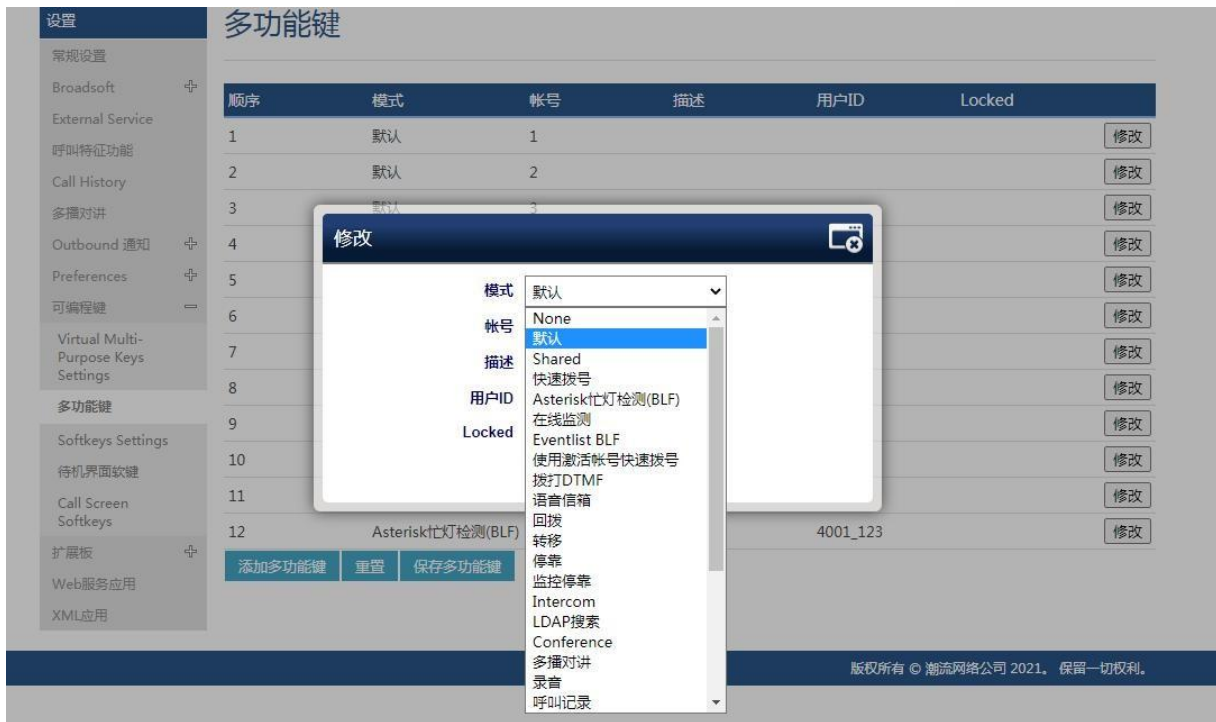 设置
常规设置
Broadsoft
External Service
呼叫特征功能
Call History
多播对讲
Outbound 通知
Preferences
可编程键
Virtual Multi-
Purpose Keys
Settings
多功能键
Softkeys Settings
待机界面软键
Call Screen
Softkeys
扩展板
Web服务应用
XML应用
多功能键
顺序 模式 帐号 描述 用户ID Locked
1 默认 1 修改
2 默认 2 修改
3 默认 3 修改
4 修改
5 修改
6 修改
7 修改
8 修改
9 修改
10 修改
11 修改
12 Asterisk忙灯检测(BLF) 4001_123 修改
添加多功能键 重置 保存多功能键
修改
模式 默认
帐号
描述
用户ID
Locked
None
默认
Shared
快速拨号
Asterisk忙灯检测(BLF)
在线监测
Eventlist BLF
使用激活帐号快速拨号
拨打DTMF
语音信箱
回拨
转移
停靠
监控停靠
Intercom
LDAP搜素
Conference
多播对讲
录音
呼叫记录
版权所有 © 潮流网络公司 2021。 保留一切权利。